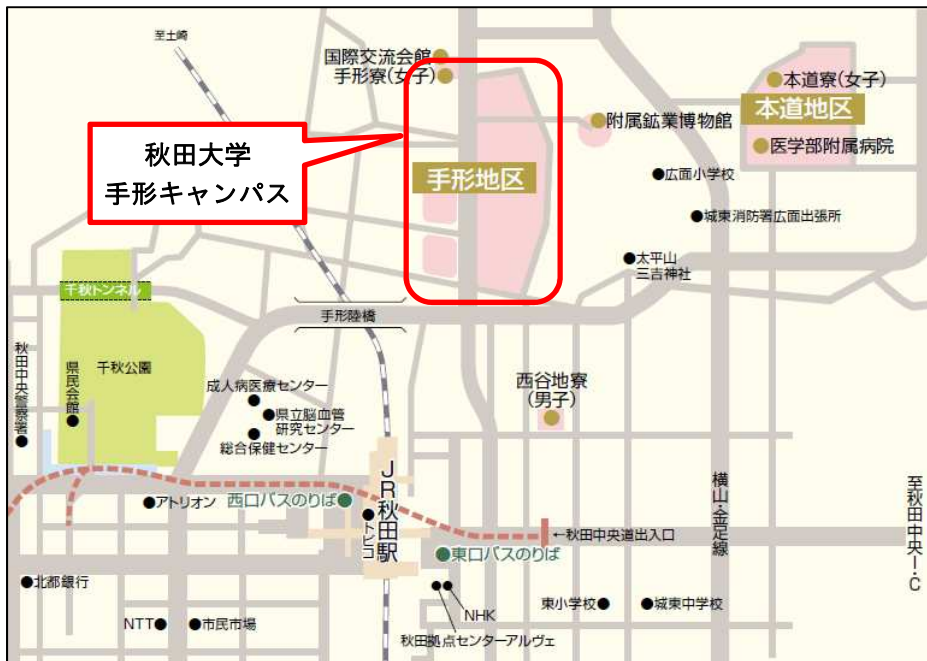 至土崎
国際交流会館
手形寮(女子)
秋田大学
手形キャンパス
手形地区
附属鉱業博物館
本道寮(女子)
本道地区
医学部附属病院
広面小学校
城東消防署広面出張所
太平山
三吉神社
千秋トンネル
手形陸橋
千秋公園
秋田中央警察署
県民会館
成人病医療センター
県立脳血管
研究センター
総合保健センター
西谷地寮
(男子)
JR秋田駅
トピコ
アトリオン
西口バスのりば
東口バスのりば
←秋田中央道出入口
横山・金足線
至秋田中央I・C
北都銀行
NTT
市民市場
NHK
秋田拠点センターアルヴェ
東小学校
城東中学校